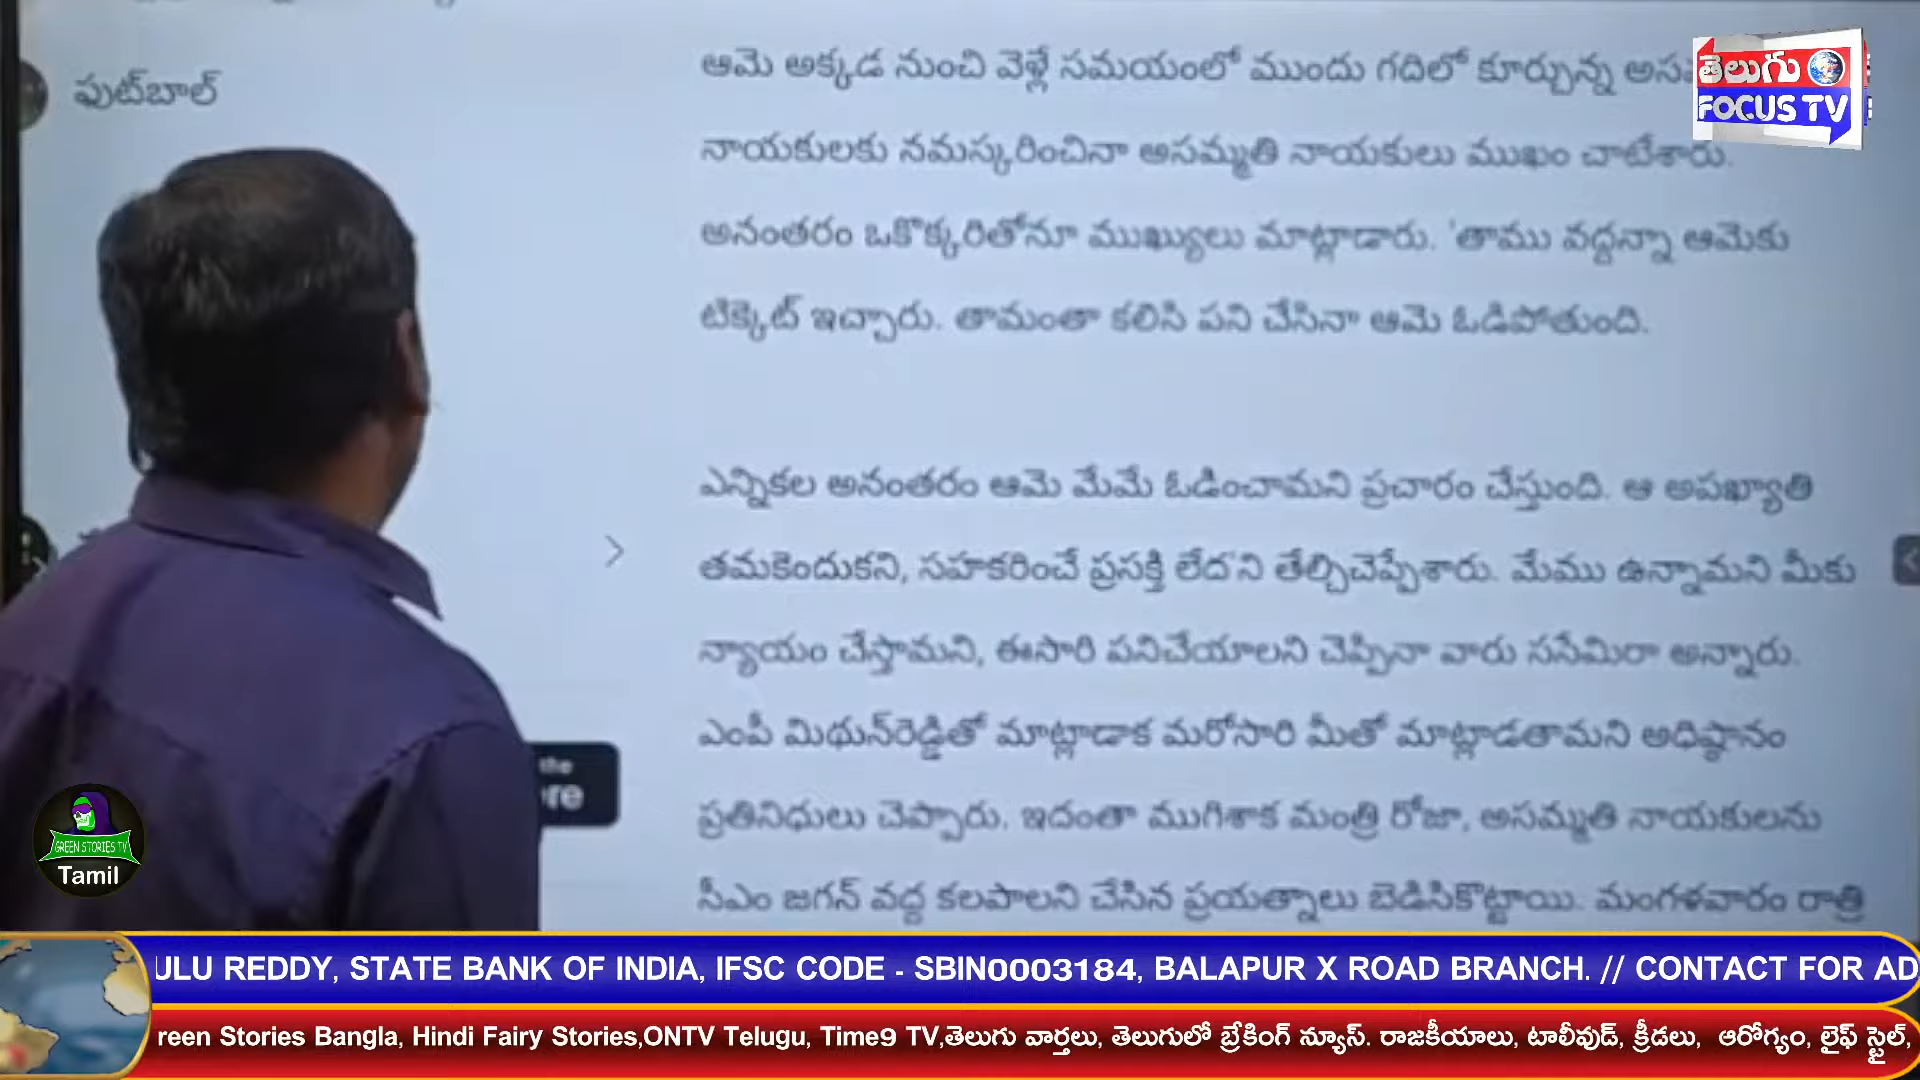 ఫుట్‌బాల్
ఆమె అక్కడ నుంచి వెళ్లే సమయంలో ముందు గదిలో కూర్చున్న
నాయకులకు నమస్కరించినా అసమ్మతి నాయకులు ముఖం చాటేశారు.
అనంతరం ఒకొక్కరితోనూ ముఖ్యులు మాట్లాడారు. 'తాము వద్దన్నా ఆమెకు
టిక్కెట్ ఇచ్చారు. తామంతా కలిసి పని చేసినా ఆమె ఓడిపోతుంది.
ఎన్నికల అనంతరం ఆమె మేమే ఓడించామని ప్రచారం చేస్తుంది. ఆ అపఖ్యాతి
తమకెందుకని, సహకరించే ప్రసక్తి లేద'ని తేల్చిచెప్పేశారు. మేము ఉన్నామని మీకు
న్యాయం చేస్తామని, ఈసారి పనిచేయాలని చెప్పినా వారు ససేమిరా అన్నారు.
ఎంపీ మిథున్‌రెడ్డితో మాట్లాడాక మరోసారి మీతో మాట్లాడతామని అధిష్ఠానం
ప్రతినిధులు చెప్పారు. ఇదంతా ముగిశాక మంత్రి రోజా, అసమ్మతి నాయకులను
సీఎం జగన్ వద్ద కలపాలని చేసిన ప్రయత్నాలు బెడిసికొట్టాయి. మంగళవారం రాత్రి
తెలుగు
FOCUS TV
the
re
GREEN STORIES TV
Tamil
ULU REDDY, STATE BANK OF INDIA, IFSC CODE - SBIN0003184, BALAPUR X ROAD BRANCH. // CONTACT FOR AD
reen Stories Bangla, Hindi Fairy Stories,ONTV Telugu, Time9 TV,తెలుగు వార్తలు, తెలుగులో బ్రేకింగ్ న్యూస్. రాజకీయాలు, టాలీవుడ్, క్రీడలు, ఆరోగ్యం, లైఫ్ స్టైల్,